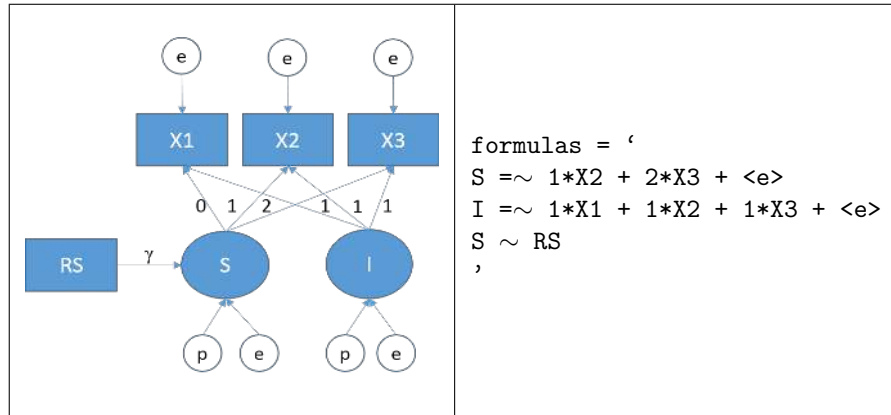 e e e
X1 X2 X3
0 1 2 1 1 1
RS γ S I
p e p e
formulas = ‘
S =∼ 1*X2 + 2*X3 + <e>
I =∼ 1*X1 + 1*X2 + 1*X3 + <e>
S ∼ RS
’